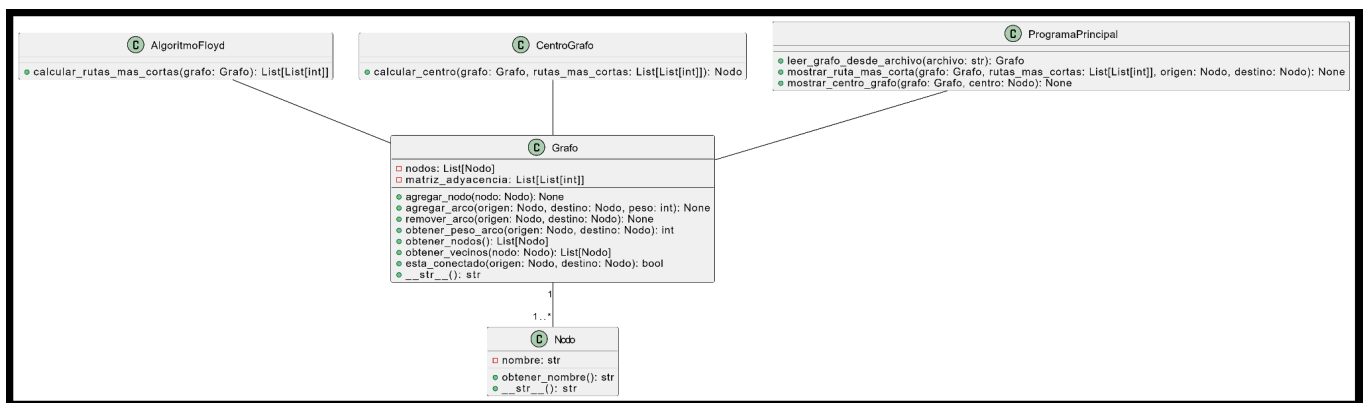 C AlgoritmoFloyd
calcular_rutas_mas_cortas(grafo: Grafo): List[List[int]]
C CentroGrafo
calcular_centro(grafo: Grafo, rutas_mas_cortas: List[List[int]]): Nodo
C ProgramaPrincipal
leer_grafo_desde_archivo(archivo: str): Grafo
mostrar_ruta_mas_corta(grafo: Grafo, rutas_mas_cortas: List[List[int]], origen: Nodo, destino: Nodo): None
mostrar_centro_grafo(grafo: Grafo, centro: Nodo): None
C Grafo
nodos: List[Nodo]
matriz_adyacencia: List[List[int]]
agregar_nodo(nodo: Nodo): None
agregar_arco(origen: Nodo, destino: Nodo, peso: int): None
remover_arco(origen: Nodo, destino: Nodo): None
obtener_peso_arco(origen: Nodo, destino: Nodo): int
obtener_nodos(): List[Nodo]
obtener_vecinos(nodo: Nodo): List[Nodo]
esta_conectado(origen: Nodo, destino: Nodo): bool
__str__(): str
1
1..*
C Nodo
nombre: str
obtener_nombre(): str
__str__(): str